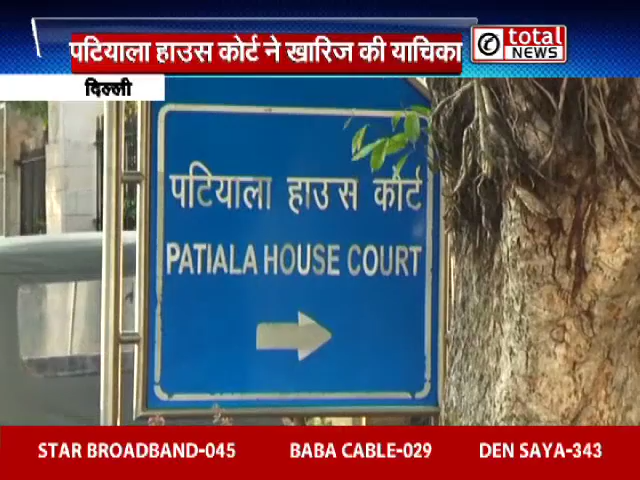 पटियाला हाउस कोर्ट ने खारिज की याचिका
total
NEWS
दिल्ली
पटियाला हाउस कोर्ट
PATIALA HOUSE COURT
STAR BROADBAND-045 BABA CABLE-029 DEN SAYA-343